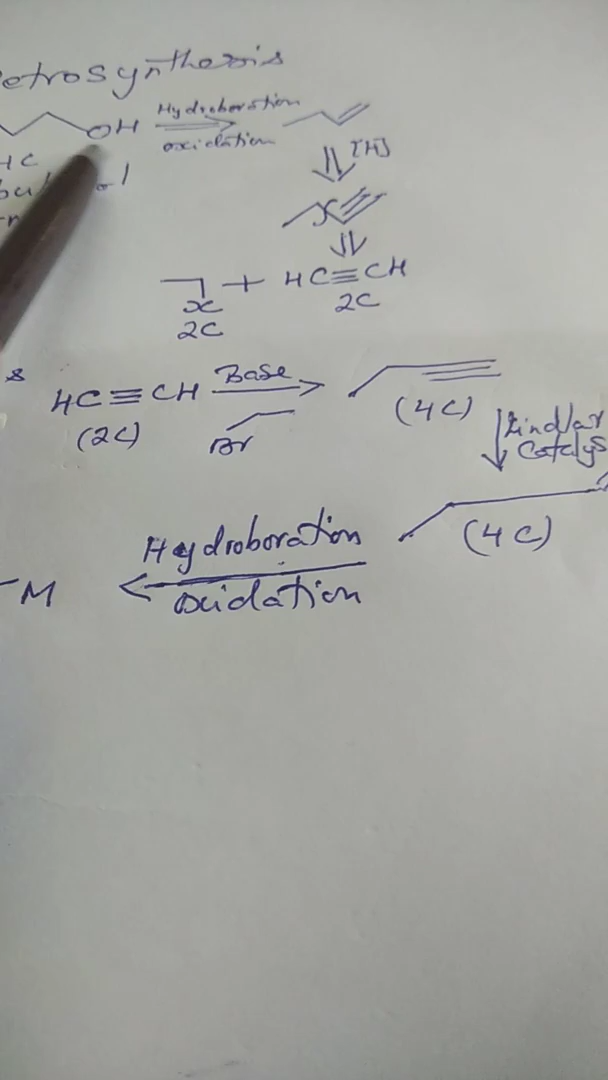 etrosynthesis
OH Hydroboration
oxidation
[H]
+ HC≡CH
x
2C 2C
s
HC≡CH Base
(2C) Br (4C)
Lindlar
Catalys
(4C)
Hydroboration
oxidation
M